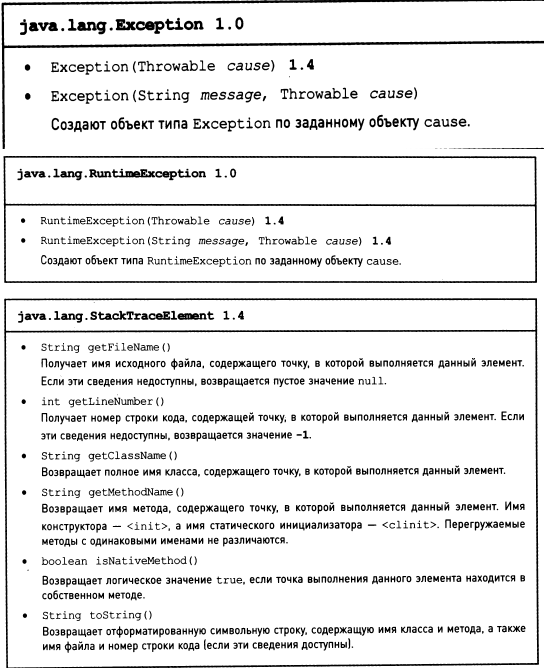 java.lang.Exception 1.0
• Exception(Throwable cause) 1.4
• Exception(String message, Throwable cause)
Создают объект типа Exception по заданному объекту cause.
java.lang.RuntimeException 1.0
• RuntimeException(Throwable cause) 1.4
• RuntimeException(String message, Throwable cause) 1.4
Создают объект типа RuntimeException по заданному объекту cause.
java.lang.StackTraceElement 1.4
• String getFileName()
Получает имя исходного файла, содержащего точку, в которой выполняется данный элемент.
Если эти сведения недоступны, возвращается пустое значение null.
• int getLineNumber()
Получает номер строки кода, содержащей точку, в которой выполняется данный элемент. Если
эти сведения недоступны, возвращается значение –1.
• String getClassName()
Возвращает полное имя класса, содержащего точку, в которой выполняется данный элемент.
• String getMethodName()
Возвращает имя метода, содержащего точку, в которой выполняется данный элемент. Имя
конструктора — <init>, а имя статического инициализатора — <clinit>. Перегружаемые
методы с одинаковыми именами не различаются.
• boolean isNativeMethod()
Возвращает логическое значение true, если точка выполнения данного элемента находится в
собственном методе.
• String toString()
Возвращает отформатированную символьную строку, содержащую имя класса и метода, а также
имя файла и номер строки кода (если эти сведения доступны).